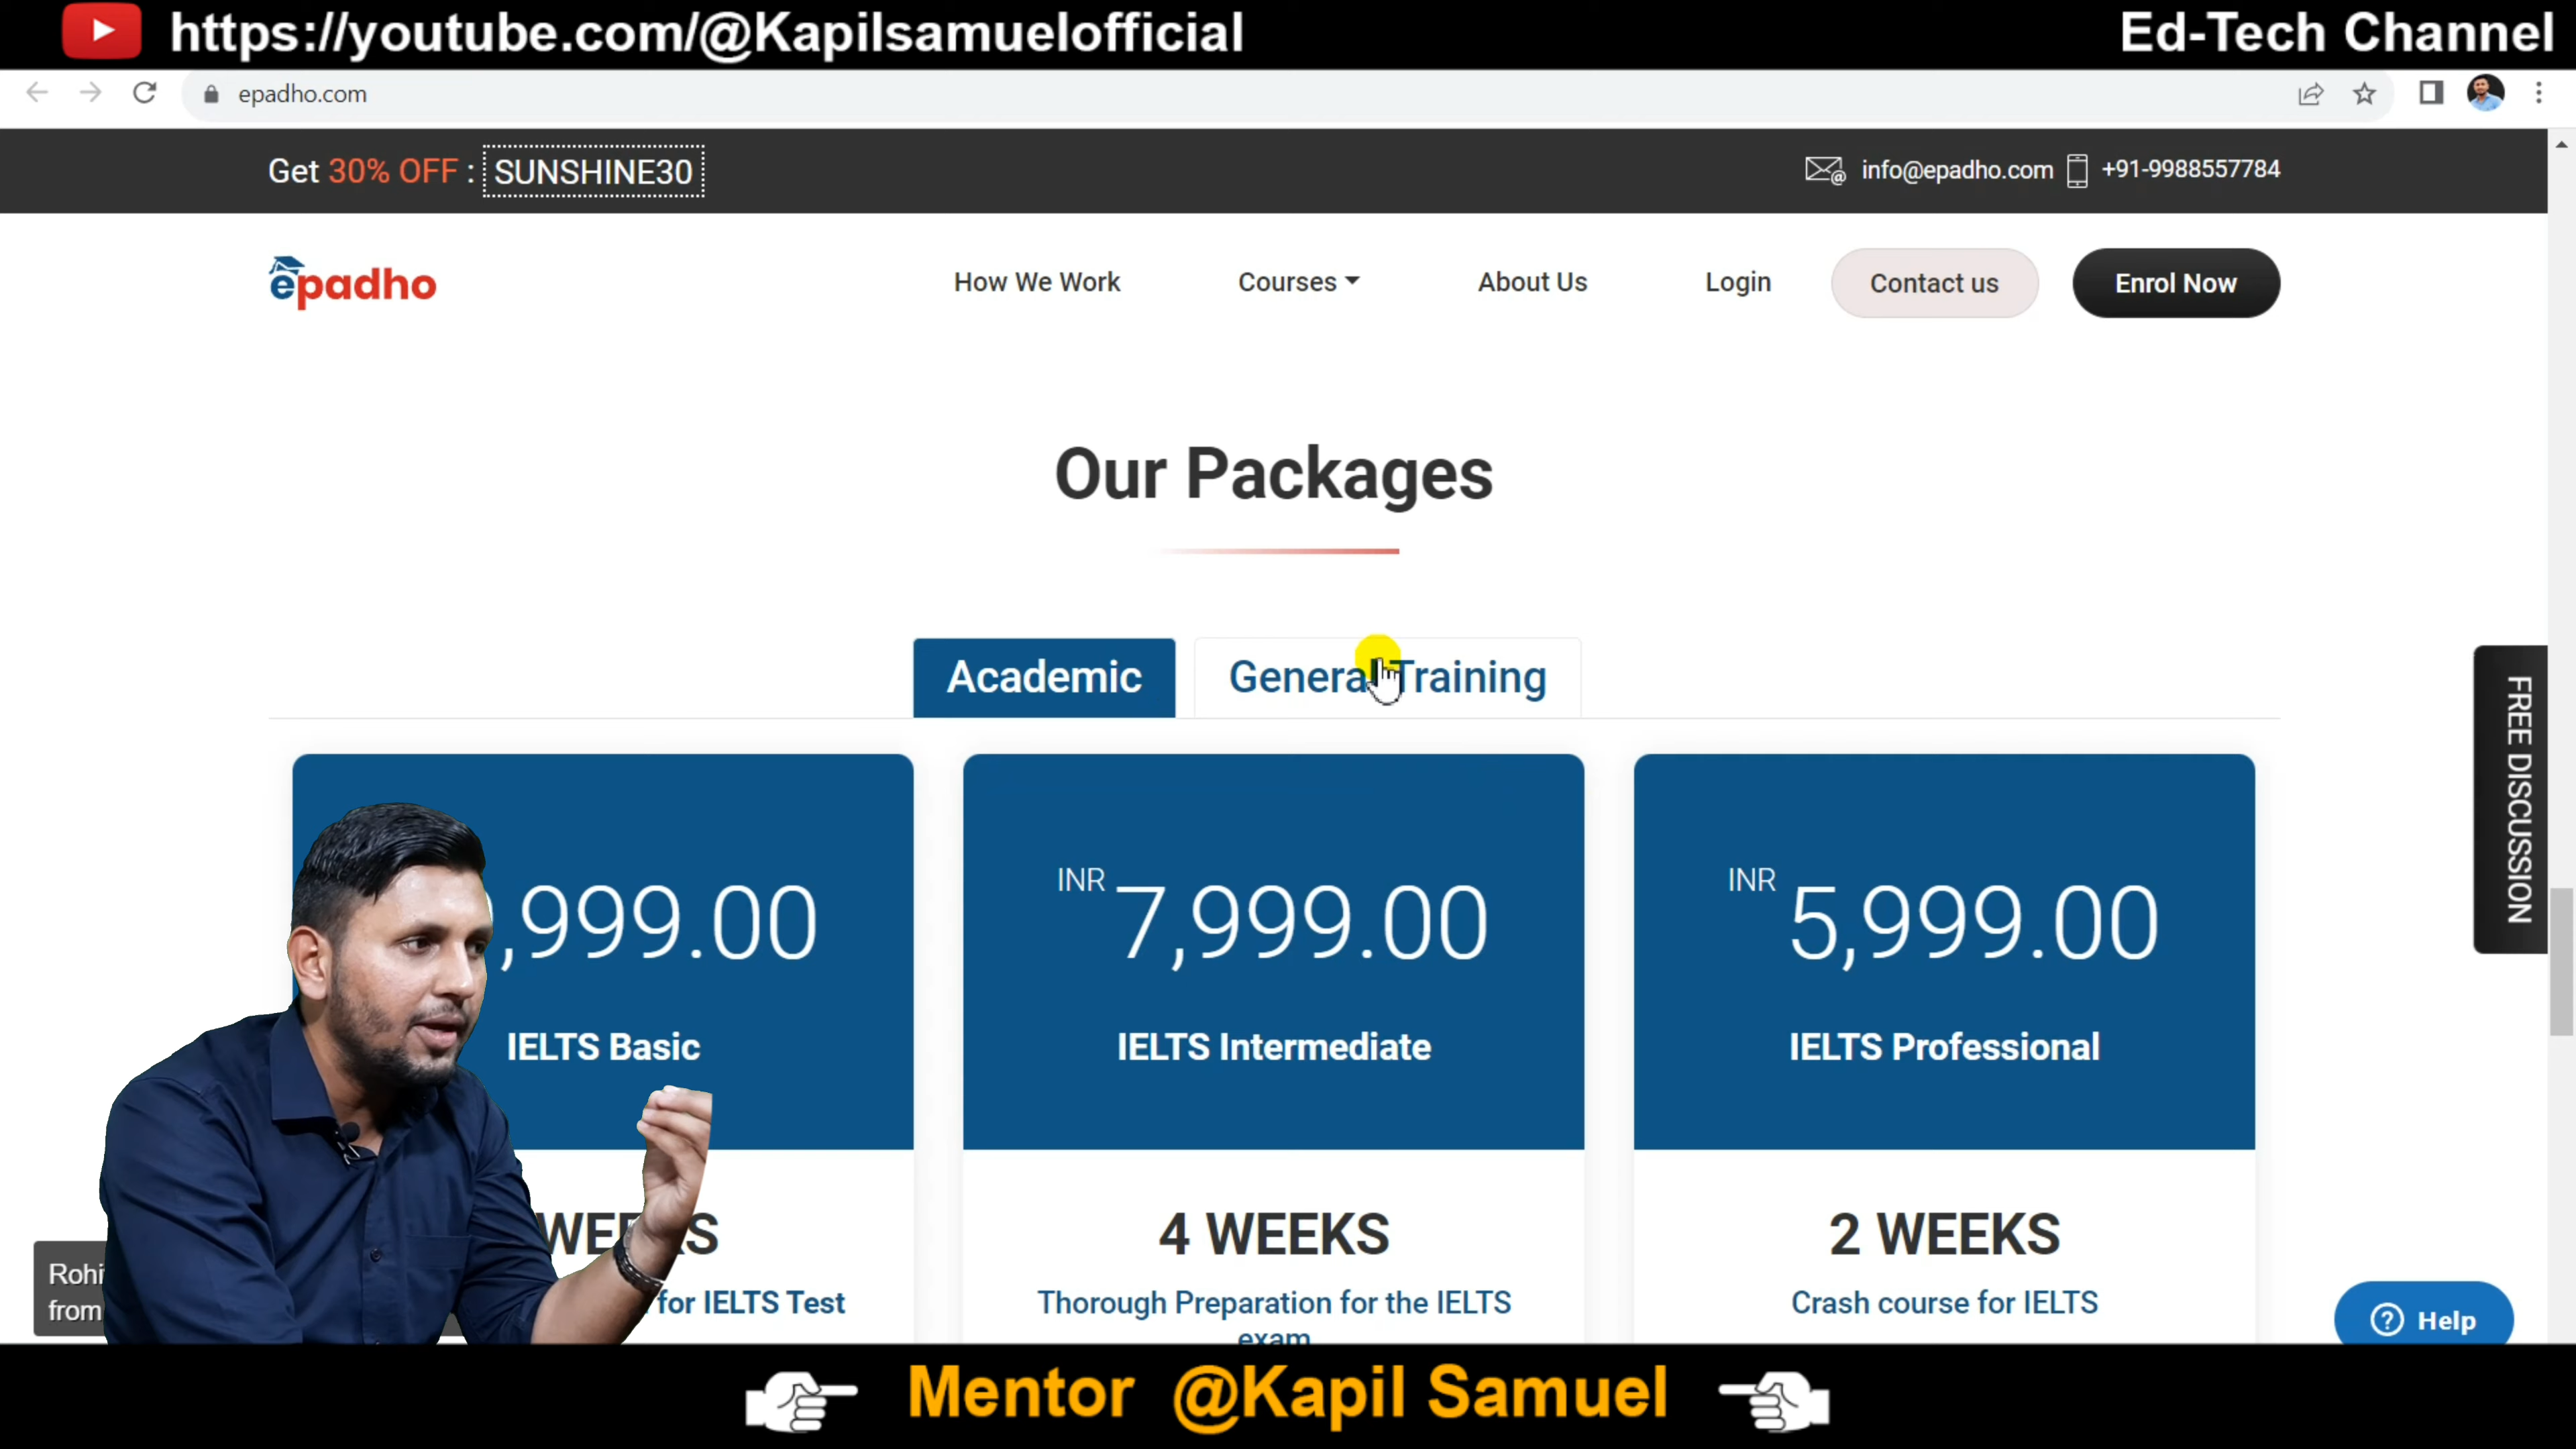 https://youtube.com/@Kapilsamuelofficial
Ed-Tech Channel
epadho.com
Get 30% OFF : SUNSHINE30
info@epadho.com
+91-9988557784
epadho
How We Work
Courses
About Us
Login
Contact us
Enrol Now
Our Packages
Academic
General Training
FREE DISCUSSION
,999.00
IELTS Basic
WEEKS
for IELTS Test
INR 7,999.00
IELTS Intermediate
4 WEEKS
Thorough Preparation for the IELTS
exam
INR 5,999.00
IELTS Professional
2 WEEKS
Crash course for IELTS
from
Help
Mentor @Kapil Samuel